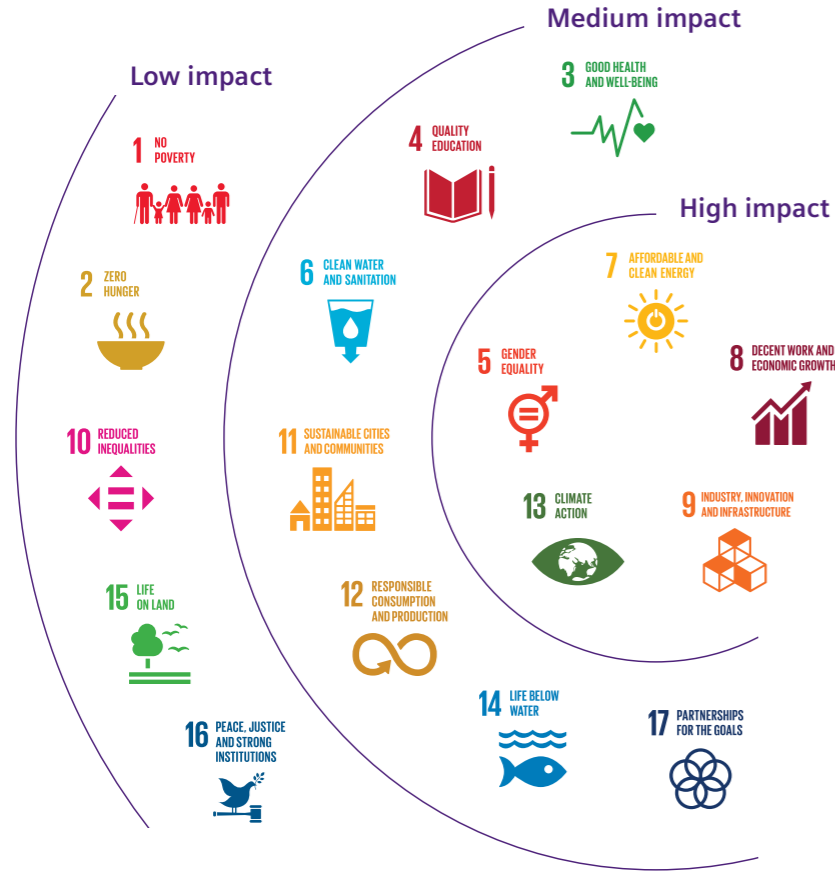 Medium impact
Low impact
High impact
3 GOOD HEALTH
AND WELL-BEING
1 NO
POVERTY
4 QUALITY
EDUCATION
2 ZERO
HUNGER
6 CLEAN WATER
AND SANITATION
7 AFFORDABLE AND
CLEAN ENERGY
5 GENDER
EQUALITY
8 DECENT WORK AND
ECONOMIC GROWTH
10 REDUCED
INEQUALITIES
11 SUSTAINABLE CITIES
AND COMMUNITIES
13 CLIMATE
ACTION
9 INDUSTRY, INNOVATION
AND INFRASTRUCTURE
15 LIFE
ON LAND
12 RESPONSIBLE
CONSUMPTION
AND PRODUCTION
16 PEACE, JUSTICE
AND STRONG
INSTITUTIONS
14 LIFE BELOW
WATER
17 PARTNERSHIPS
FOR THE GOALS